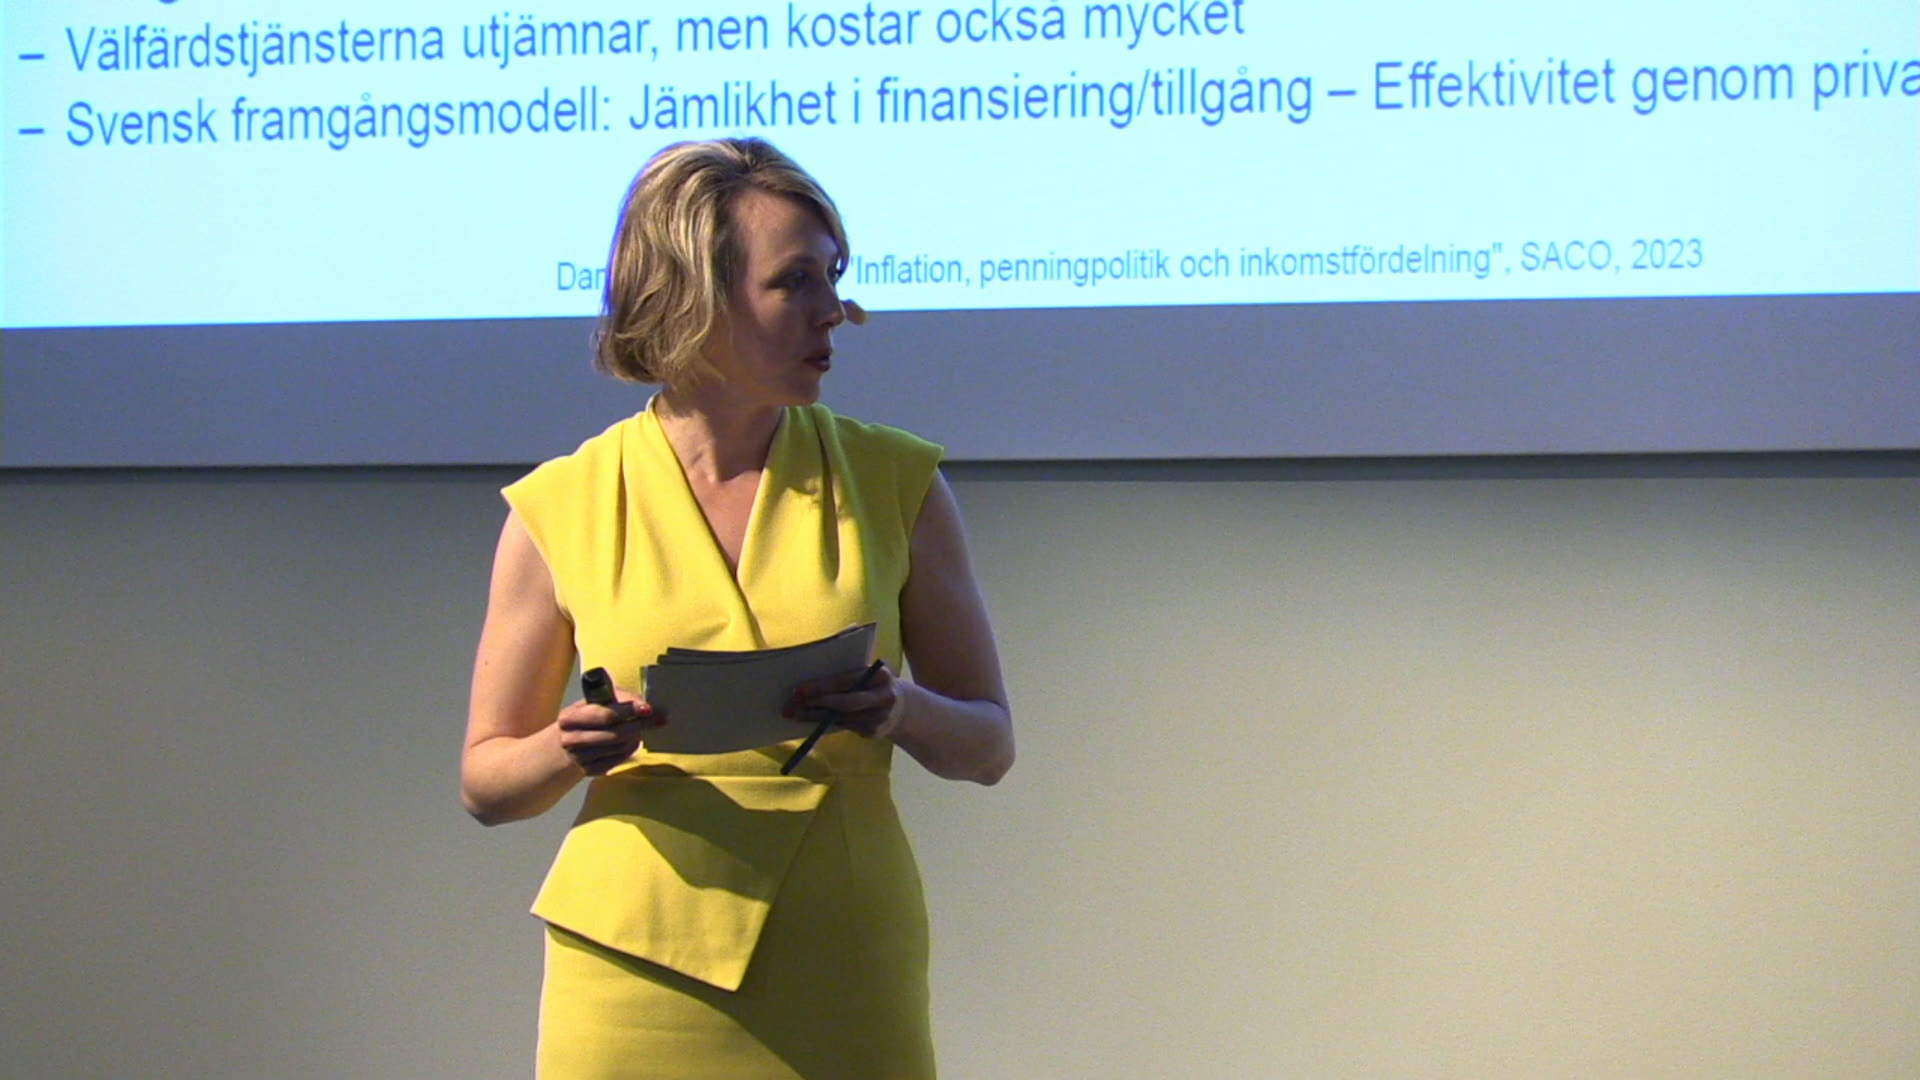 – Välfärdstjänsterna utjämnar, men kostar också mycket
– Svensk framgångsmodell: Jämlikhet i finansiering/tillgång – Effektivitet genom priva
Dan "Inflation, penningpolitik och inkomstfördelning", SACO, 2023